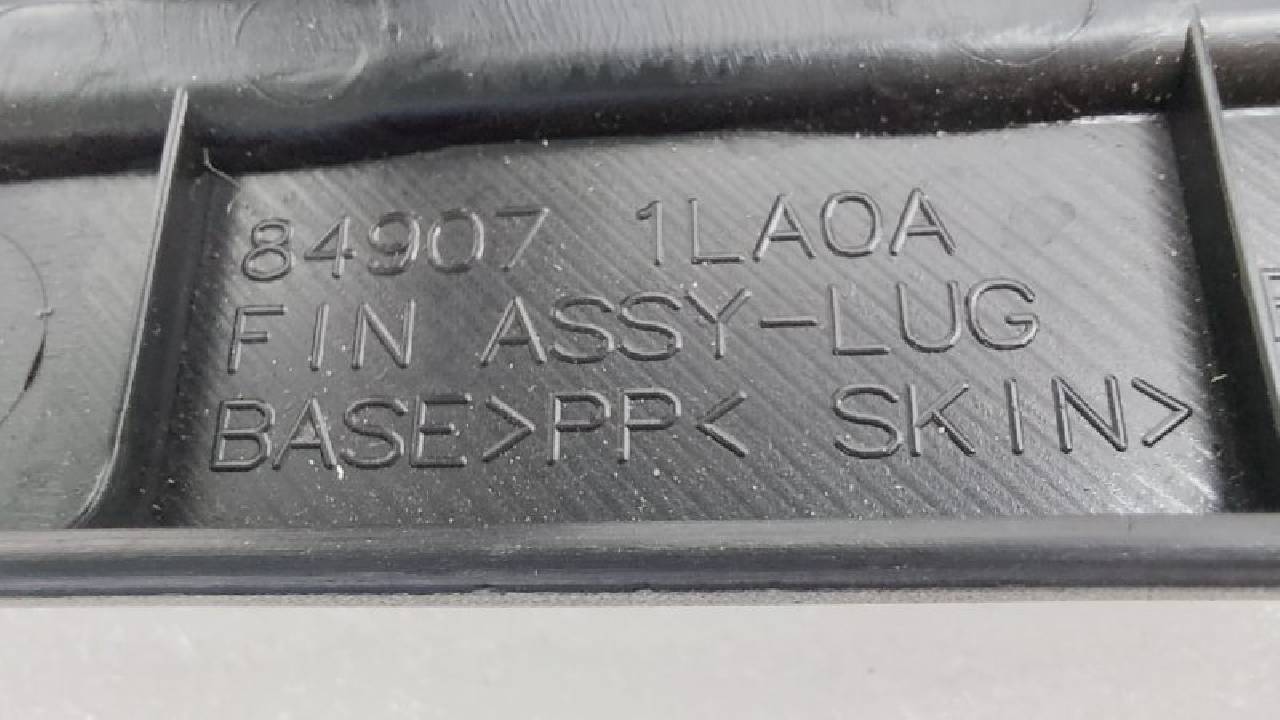 84907 1LA0A
FIN ASSY-LUG
BASE>PP< SKIN>